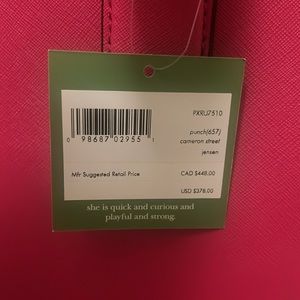 PXRU7510
0 98687 02955 1
punch(657)
cameron street
jensen
Mfr Suggested Retail Price
CAD $448.00
USD $378.00
she is quick and curious and
playful and strong.